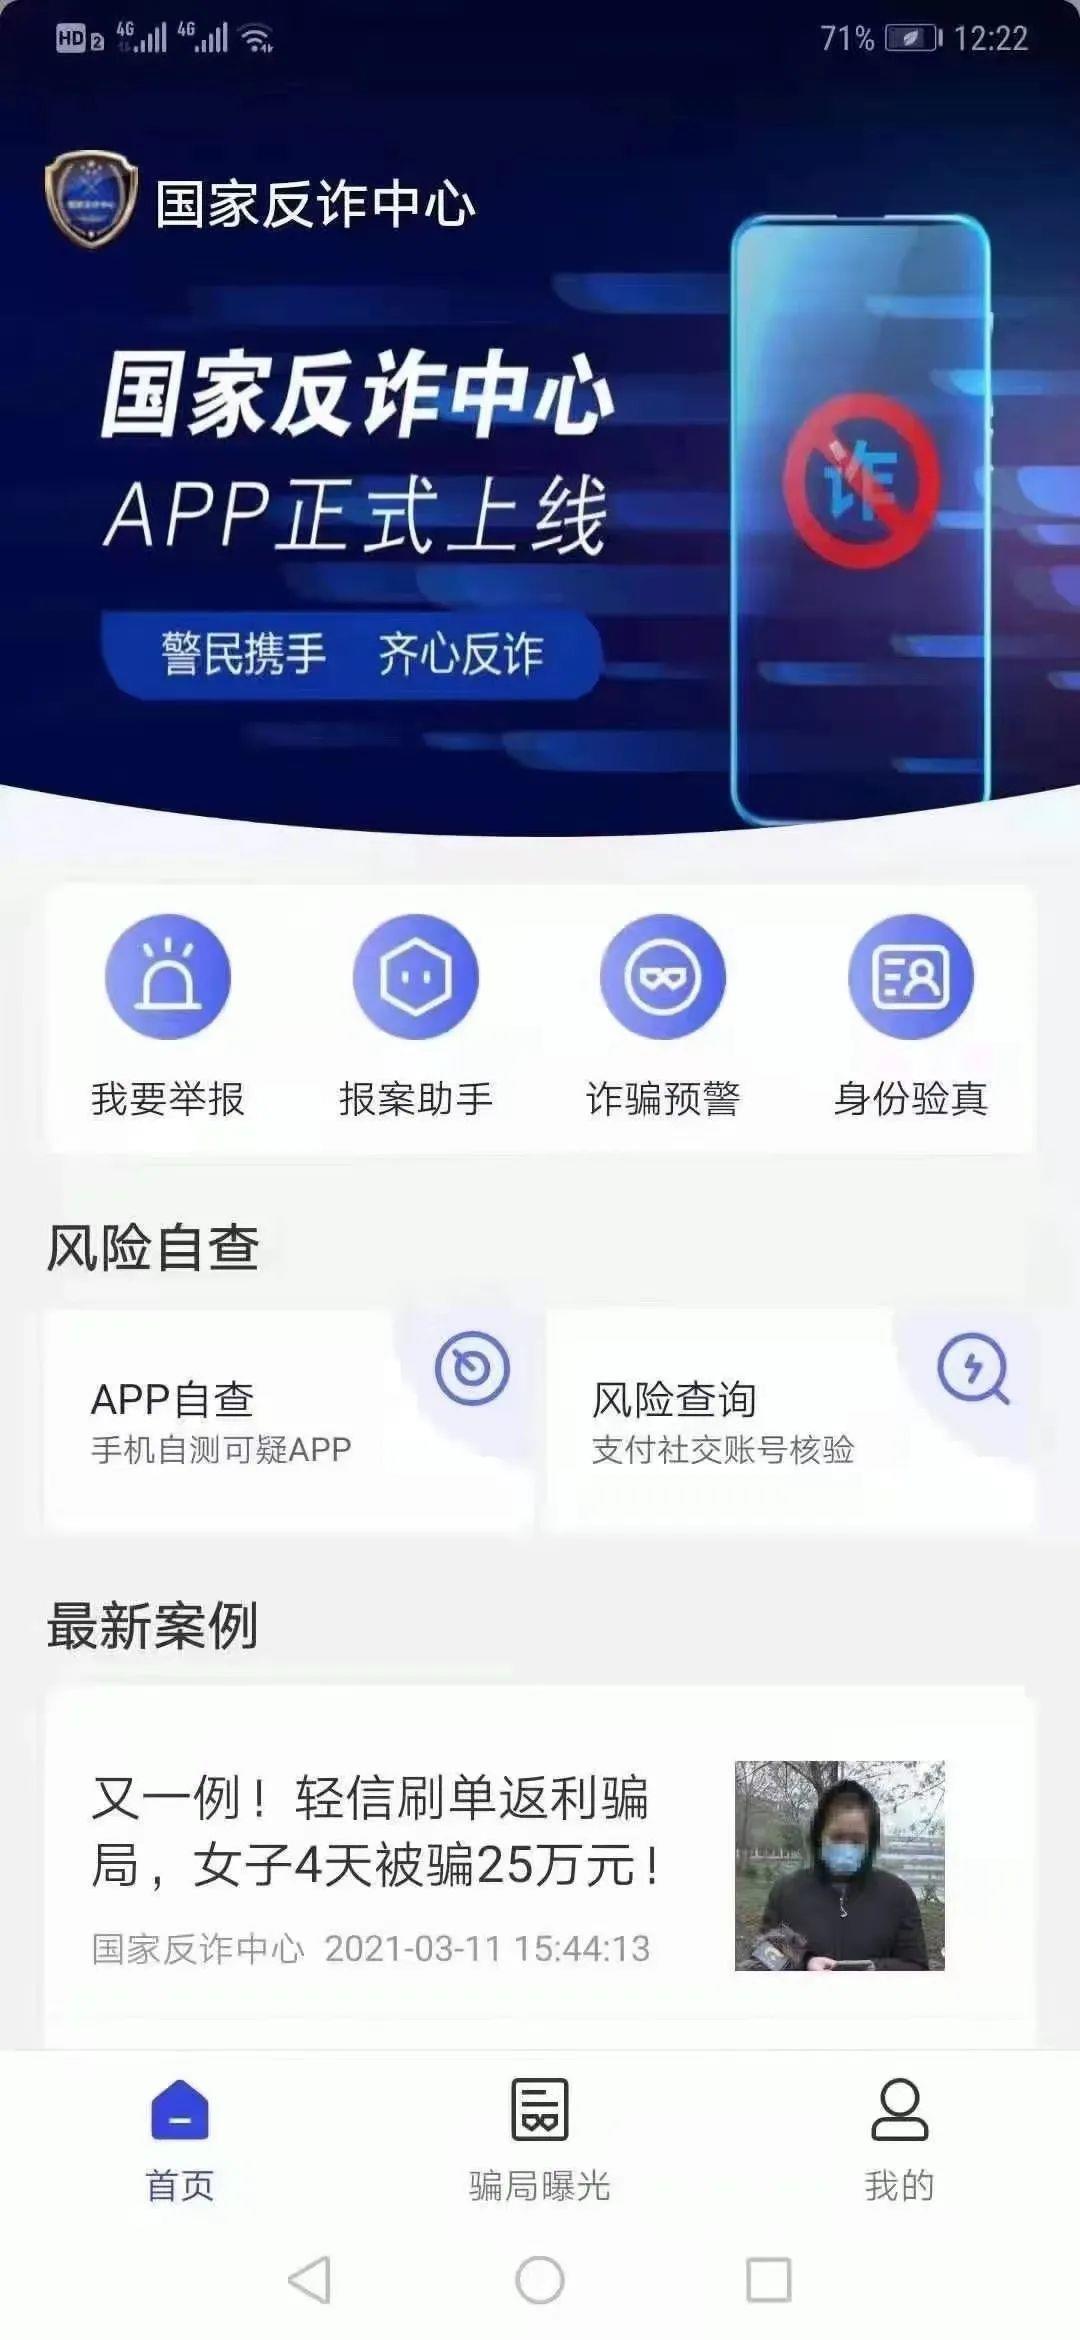 HD 2 4G 4G 71% 12:22
国家反诈中心
国家反诈中心
APP正式上线
诈
警民携手 齐心反诈
我要举报 报案助手 诈骗预警 身份验真
风险自查
APP自查 风险查询
手机自测可疑APP 支付社交账号核验
最新案例
又一例！轻信刷单返利骗
局，女子4天被骗25万元！
国家反诈中心 2021-03-11 15:44:13
首页 骗局曝光 我的